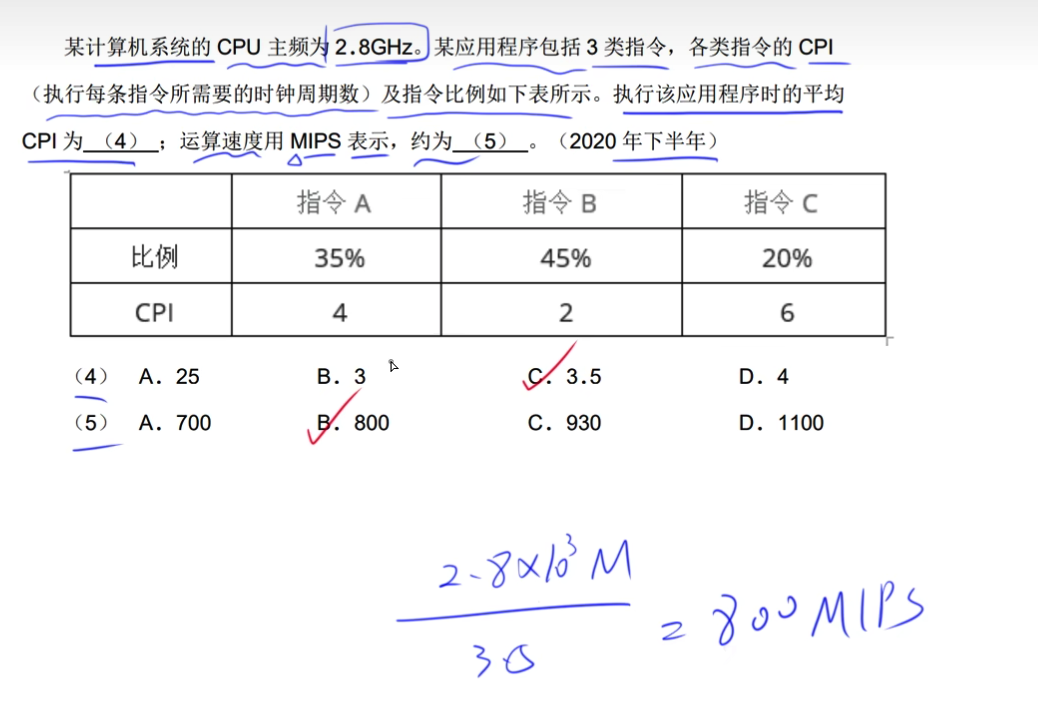 某计算机系统的 CPU 主频为 2.8GHz。某应用程序包括 3 类指令，各类指令的 CPI
（执行每条指令所需要的时钟周期数）及指令比例如下表所示。执行该应用程序时的平均
CPI 为 （4） ；运算速度用 MIPS 表示，约为 （5） 。（2020 年下半年）
指令 A 指令 B 指令 C
比例 35% 45% 20%
CPI 4 2 6
（4） A. 25 B. 3 C. 3.5 D. 4
（5） A. 700 B. 800 C. 930 D. 1100
2.8×10³ M
= 800 MIPS